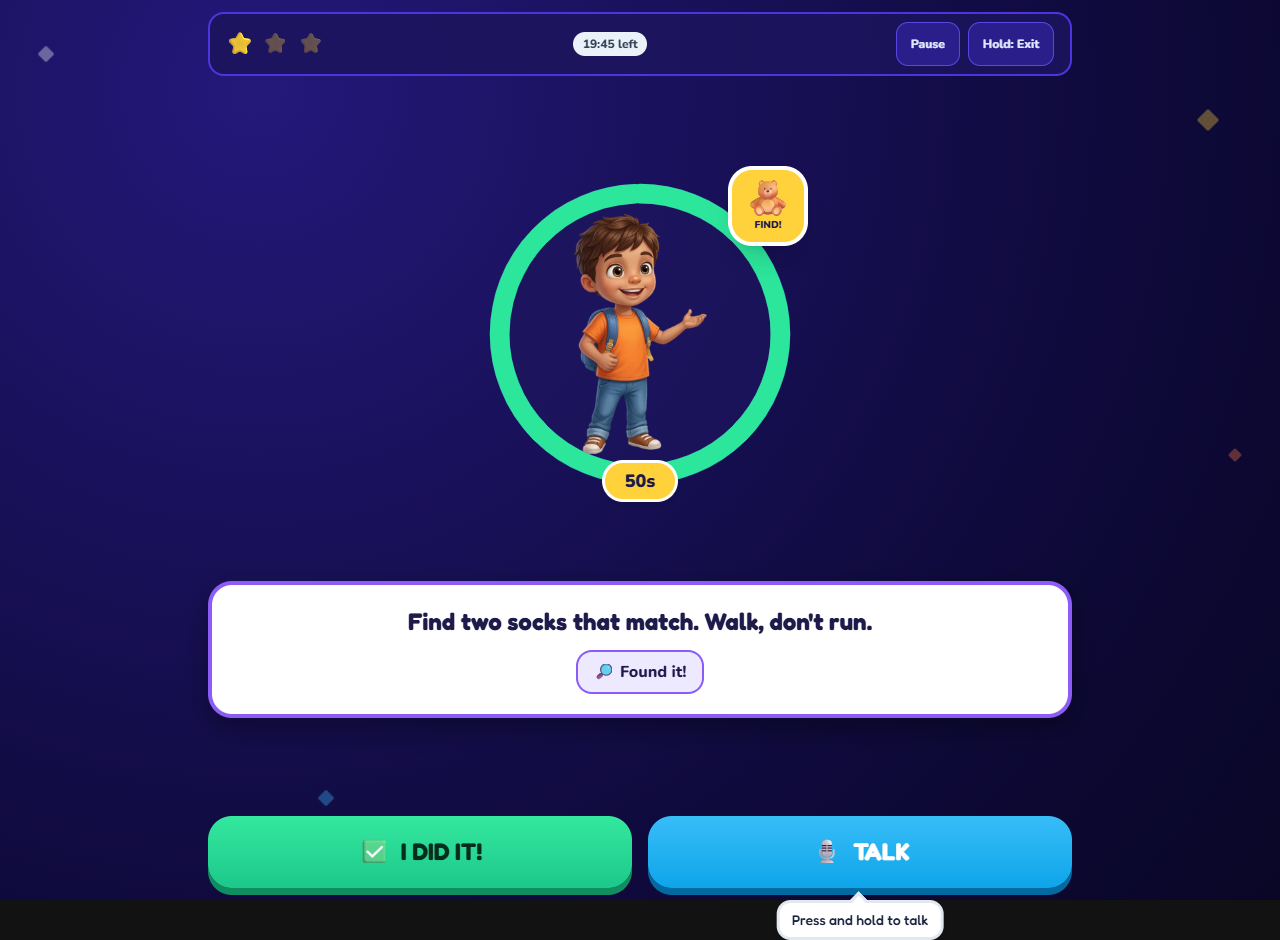 19:45 left
Pause
Hold: Exit
FIND!
50s
Find two socks that match. Walk, don't run.
Found it!
I DID IT!
TALK
Press and hold to talk